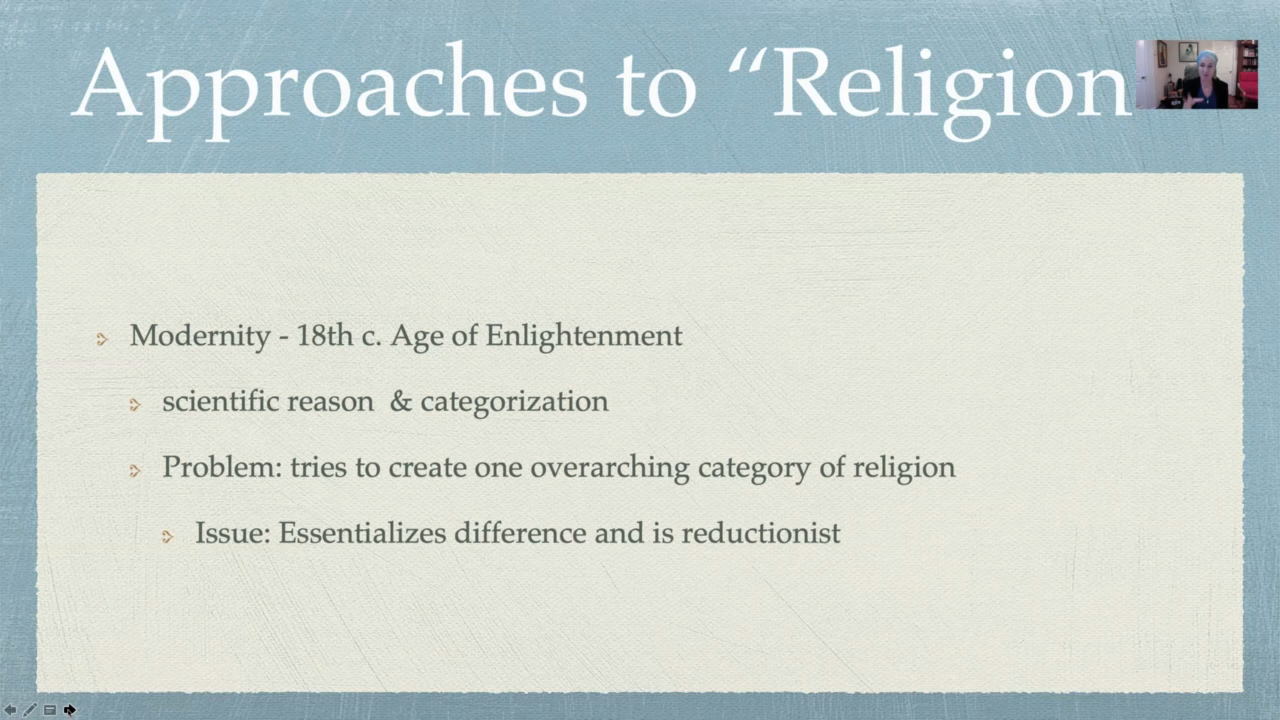 Approaches to “Religion
Modernity - 18th c. Age of Enlightenment
scientific reason & categorization
Problem: tries to create one overarching category of religion
Issue: Essentializes difference and is reductionist